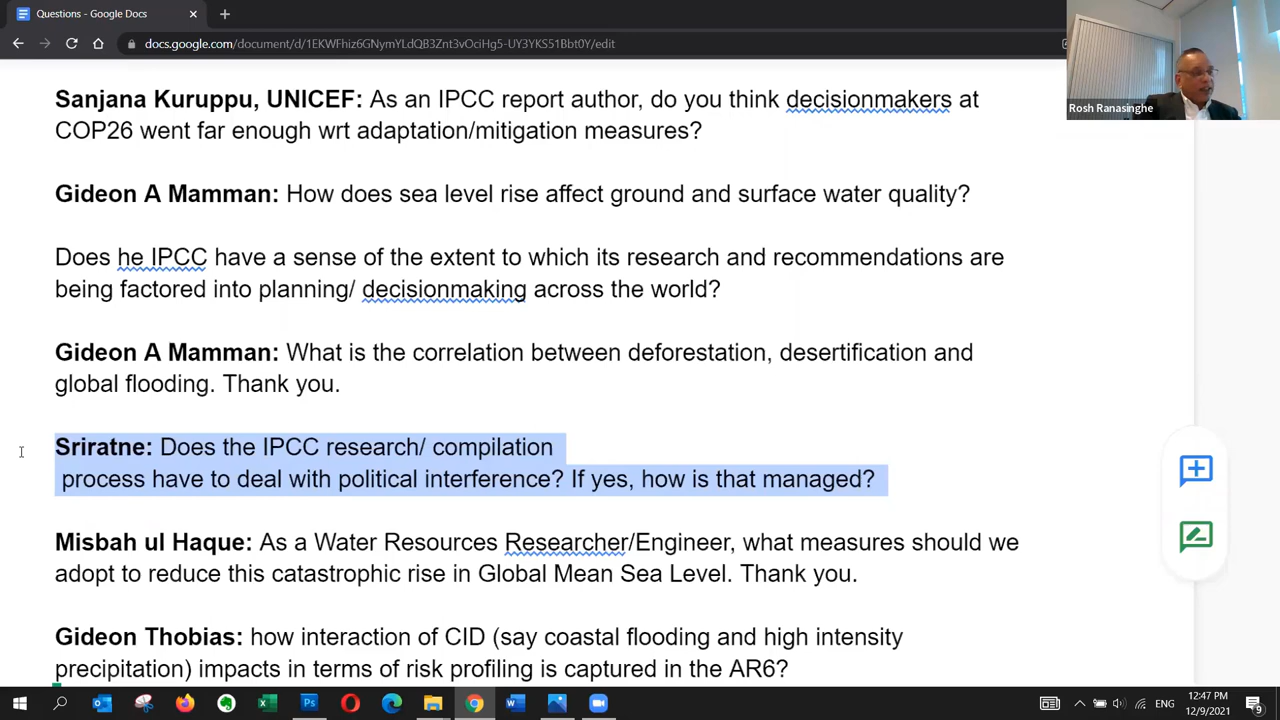 Questions - Google Docs
docs.google.com/document/d/1EKWFhiz6GNymYLdQB3Znt3vOciHg5-UY3YKS51Bbt0Y/edit
Rosh Ranasinghe
Sanjana Kuruppu, UNICEF: As an IPCC report author, do you think decisionmakers at
COP26 went far enough wrt adaptation/mitigation measures?
Gideon A Mamman: How does sea level rise affect ground and surface water quality?
Does he IPCC have a sense of the extent to which its research and recommendations are
being factored into planning/ decisionmaking across the world?
Gideon A Mamman: What is the correlation between deforestation, desertification and
global flooding. Thank you.
Sriratne: Does the IPCC research/ compilation
process have to deal with political interference? If yes, how is that managed?
Misbah ul Haque: As a Water Resources Researcher/Engineer, what measures should we
adopt to reduce this catastrophic rise in Global Mean Sea Level. Thank you.
Gideon Thobias: how interaction of CID (say coastal flooding and high intensity
precipitation) impacts in terms of risk profiling is captured in the AR6?
ENG
12:47 PM
12/9/2021
9